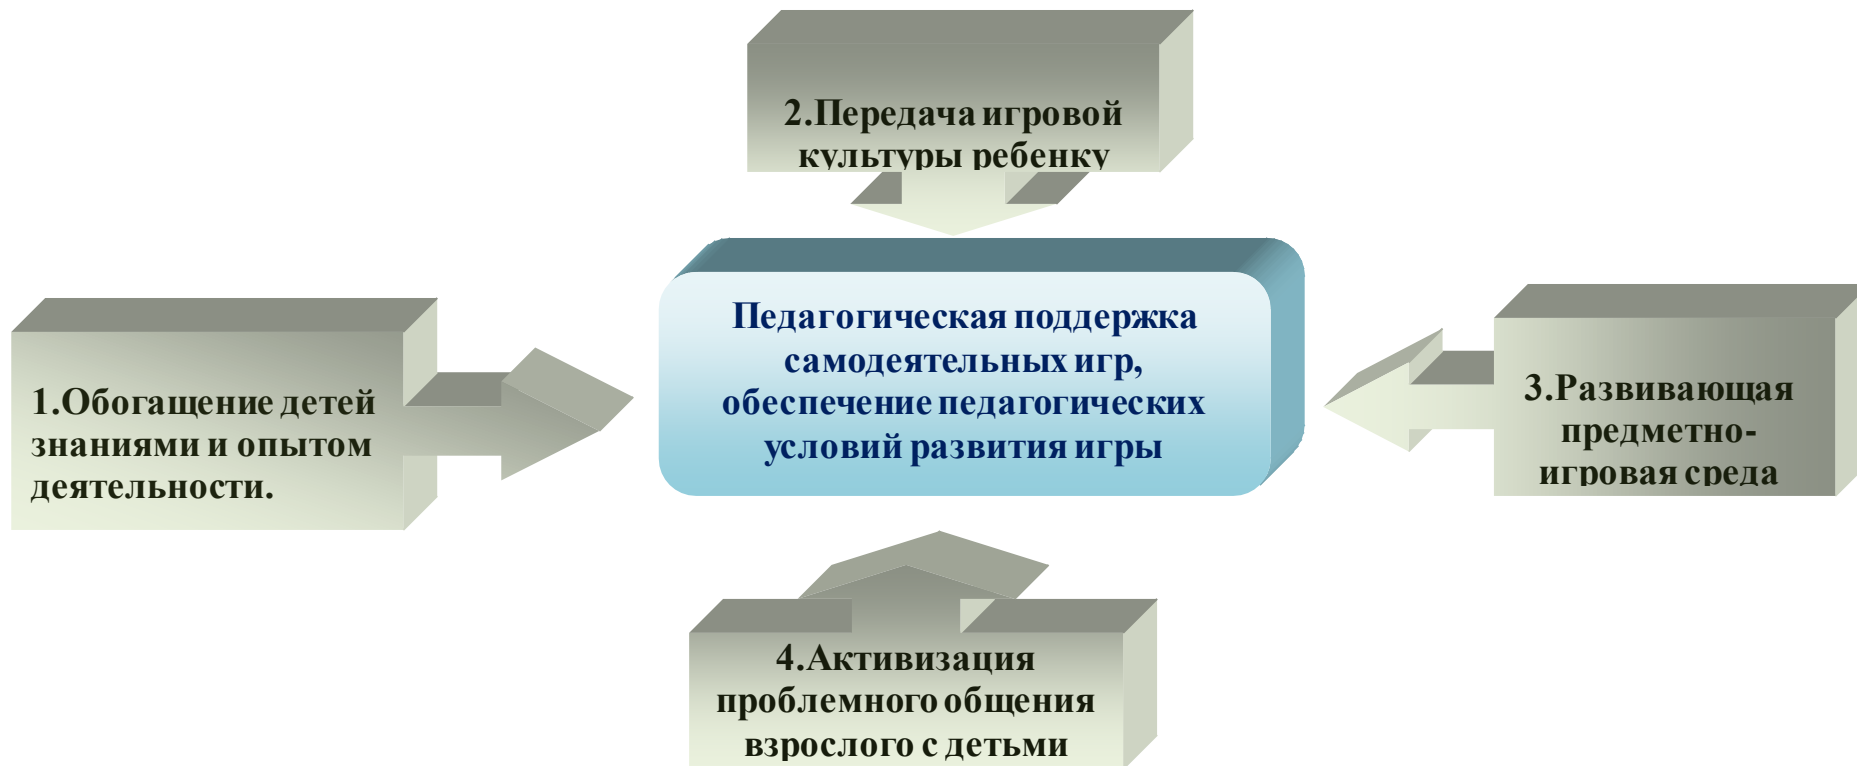 2.Передача игровой
культуры ребенку
Педагогическая поддержка
самодеятельных игр,
обеспечение педагогических
условий развития игры
1.Обогащение детей
знаниями и опытом
деятельности.
3.Развивающая
предметно-
игровая среда
4.Активизация
проблемного общения
взрослого с детьми